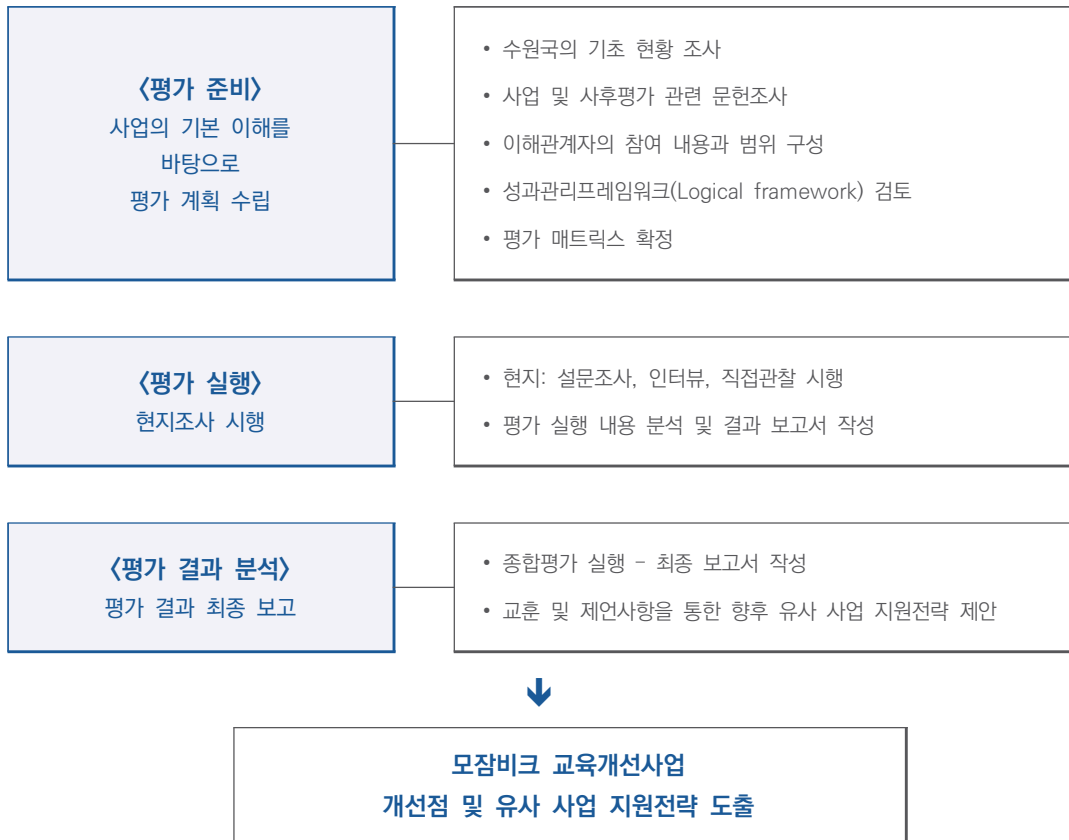 〈평가 준비〉
사업의 기본 이해를
바탕으로
평가 계획 수립
• 수원국의 기초 현황 조사
• 사업 및 사후평가 관련 문헌조사
• 이해관계자의 참여 내용과 범위 구성
• 성과관리프레임워크(Logical framework) 검토
• 평가 매트릭스 확정
〈평가 실행〉
현지조사 시행
• 현지: 설문조사, 인터뷰, 직접관찰 시행
• 평가 실행 내용 분석 및 결과 보고서 작성
〈평가 결과 분석〉
평가 결과 최종 보고
• 종합평가 실행 - 최종 보고서 작성
• 교훈 및 제언사항을 통한 향후 유사 사업 지원전략 제안
모잠비크 교육개선사업
개선점 및 유사 사업 지원전략 도출